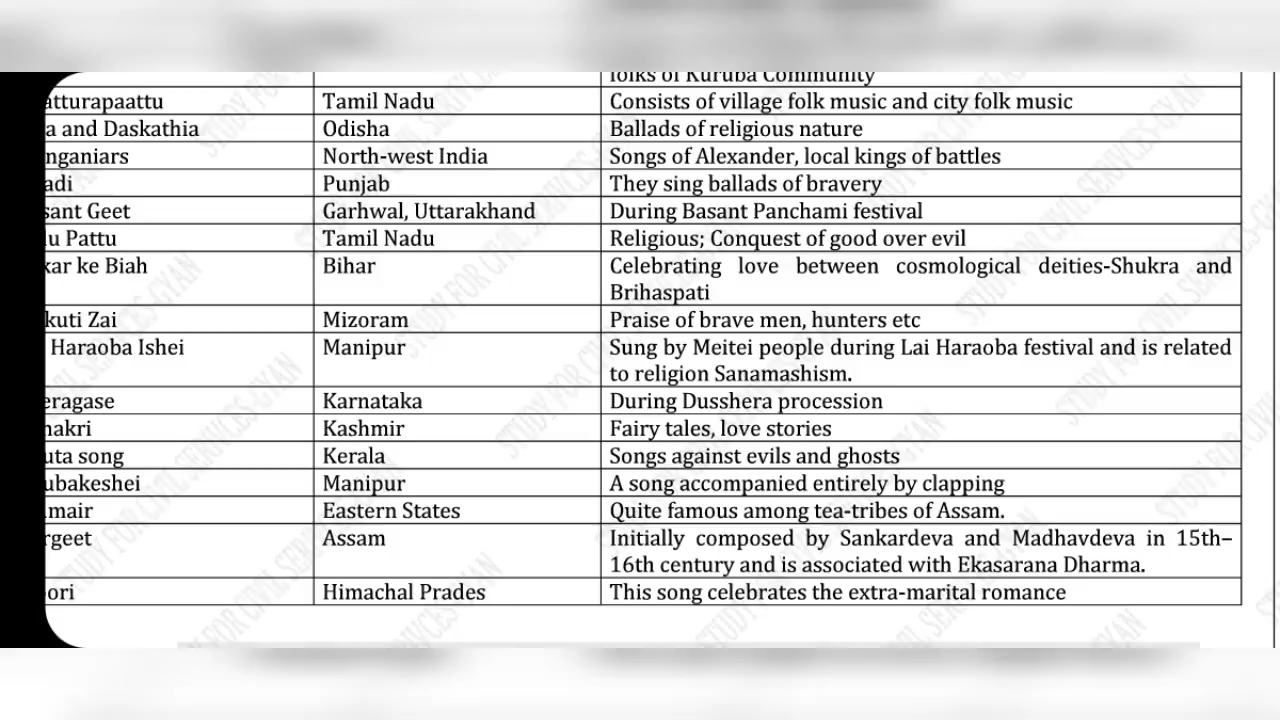 folks of Kuruba Community
atturapaattu Tamil Nadu Consists of village folk music and city folk music
a and Daskathia Odisha Ballads of religious nature
nganiars North-west India Songs of Alexander, local kings of battles
adi Punjab They sing ballads of bravery
sant Geet Garhwal, Uttarakhand During Basant Panchami festival
u Pattu Tamil Nadu Religious; Conquest of good over evil
kar ke Biah Bihar Celebrating love between cosmological deities-Shukra and
Brihaspati
kuti Zai Mizoram Praise of brave men, hunters etc
Haraoba Ishei Manipur Sung by Meitei people during Lai Haraoba festival and is related
to religion Sanamashism.
eragase Karnataka During Dusshera procession
hakri Kashmir Fairy tales, love stories
uta song Kerala Songs against evils and ghosts
ubakeshei Manipur A song accompanied entirely by clapping
mair Eastern States Quite famous among tea-tribes of Assam.
rgeet Assam Initially composed by Sankardeva and Madhavdeva in 15th–
16th century and is associated with Ekasarana Dharma.
oori Himachal Prades This song celebrates the extra-marital romance
STUDY FOR CIVIL SERVICES-GYAN